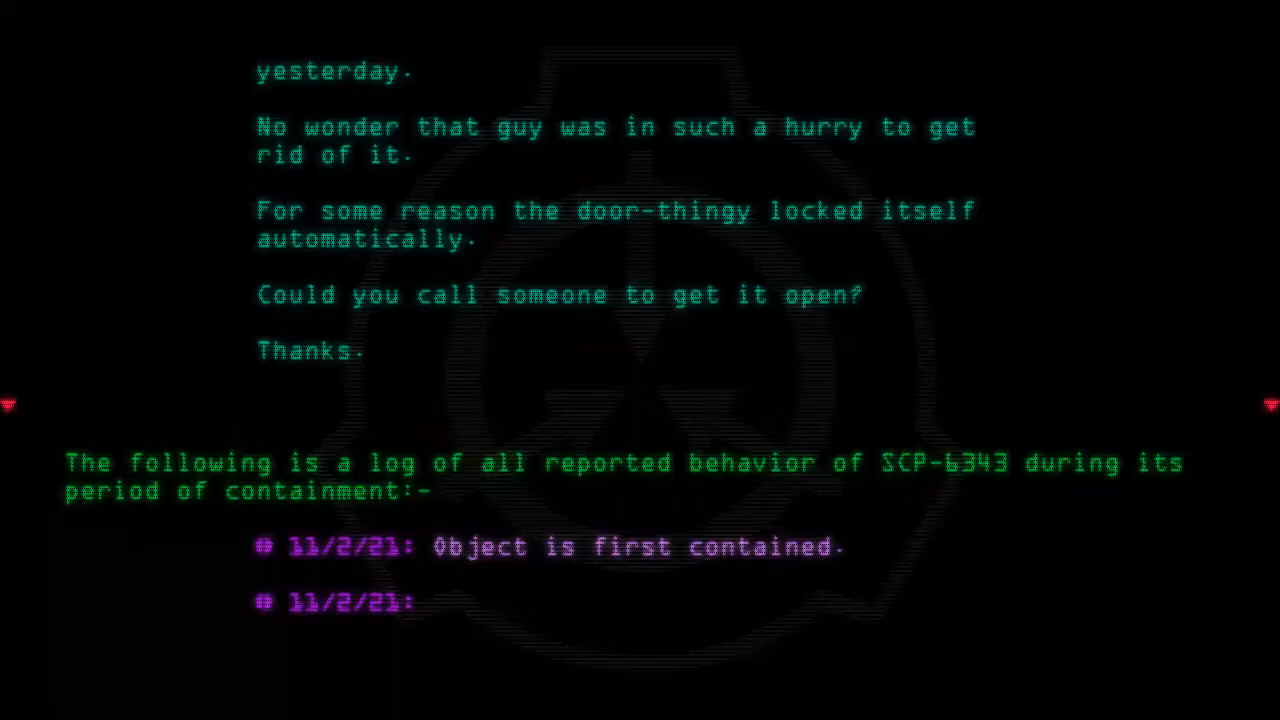 yesterday.
No wonder that guy was in such a hurry to get
rid of it.
For some reason the door-thingy locked itself
automatically.
Could you call someone to get it open?
Thanks.
The following is a log of all reported behavior of SCP-6343 during its
period of containment:-
● 11/2/21: Object is first contained.
● 11/2/21: